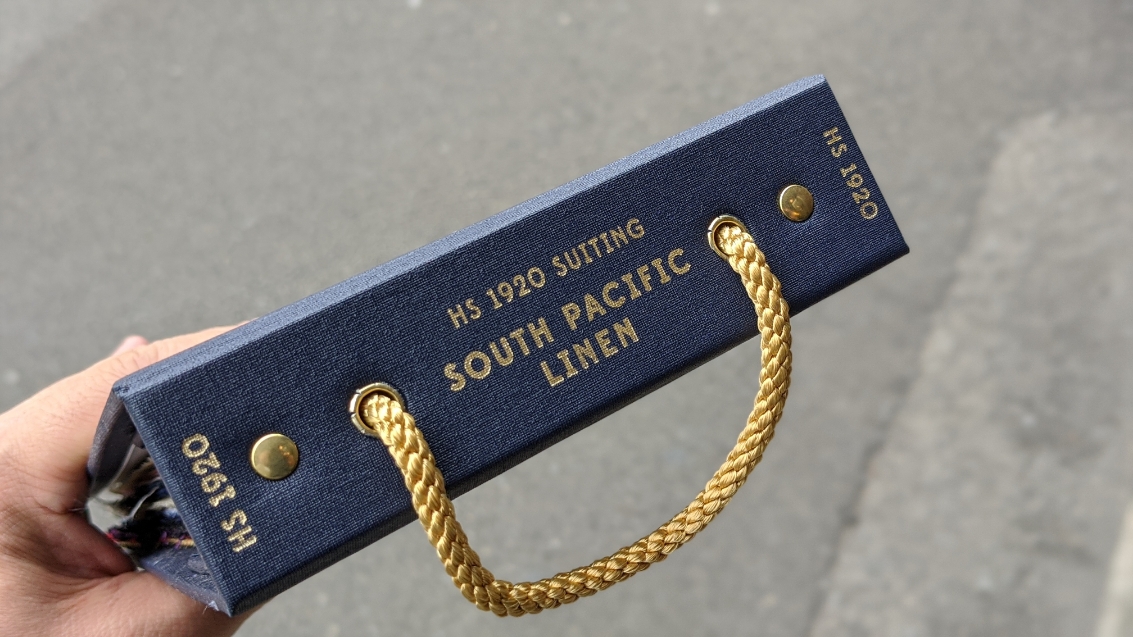 HS 1920
HS 1920 SUITING
SOUTH PACIFIC
LINEN
HS 1920